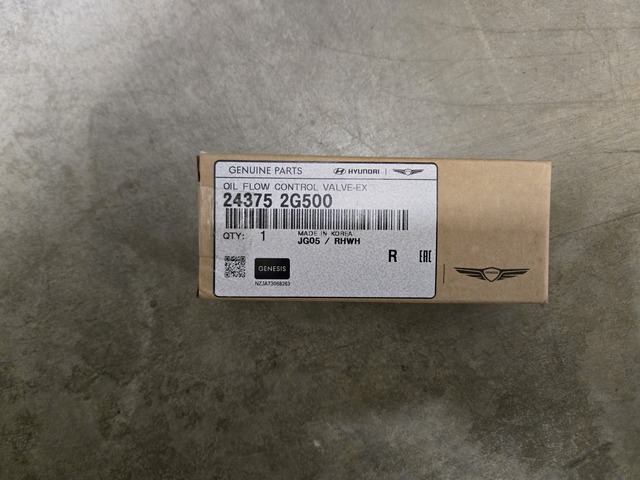 GENUINE PARTS HYUNDAI
OIL FLOW CONTROL VALVE-EX
24375 2G500
QTY: 1
MADE IN KOREA
JG05 / RHWH
R EAC
GENESIS
NZJA73068263